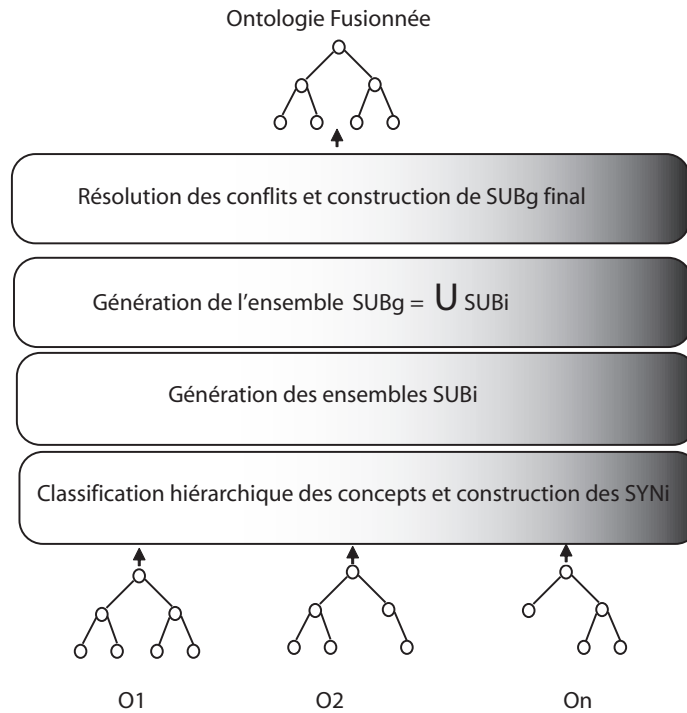 Ontologie Fusionnée
Résolution des conflits et construction de SUBg final
Génération de l'ensemble SUBg = U SUBi
Génération des ensembles SUBi
Classification hiérarchique des concepts et construction des SYNi
O1 O2 On